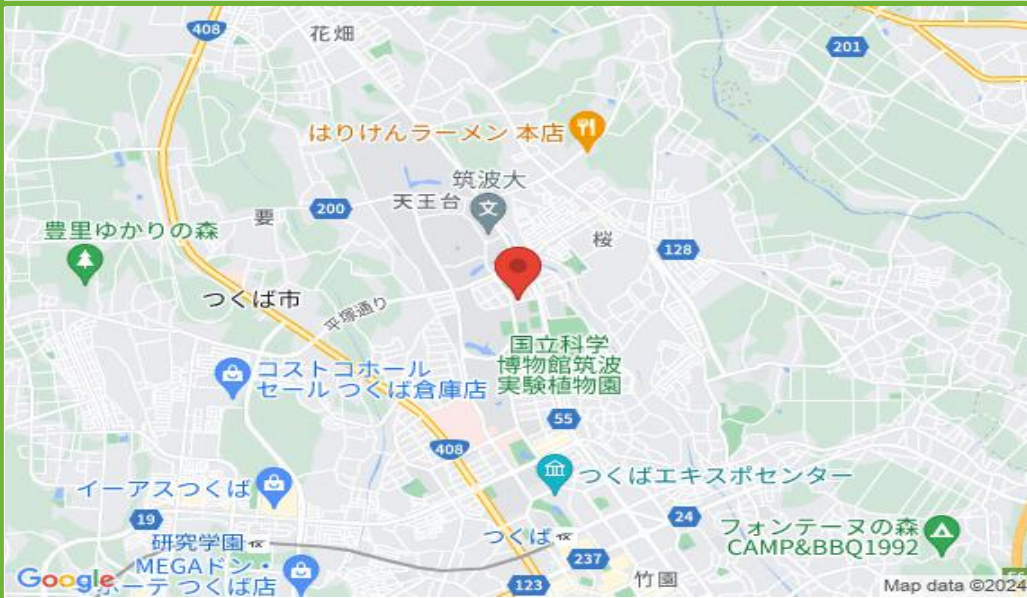 408
花畑
201
はりけんラーメン 本店
筑波大
天王台
文
200
要
桜
128
豊里ゆかりの森
つくば市
平塚通り
国立科学
博物館筑波
実験植物園
コストコホール
セール つくば倉庫店
55
408
つくばエキスポセンター
イーアスつくば
24
19
研究学園
つくば
フォンテーヌの森
CAMP&BBQ1992
237
MEGAドン・
ホーテ つくば店
123
竹園
Google
Map data ©2024